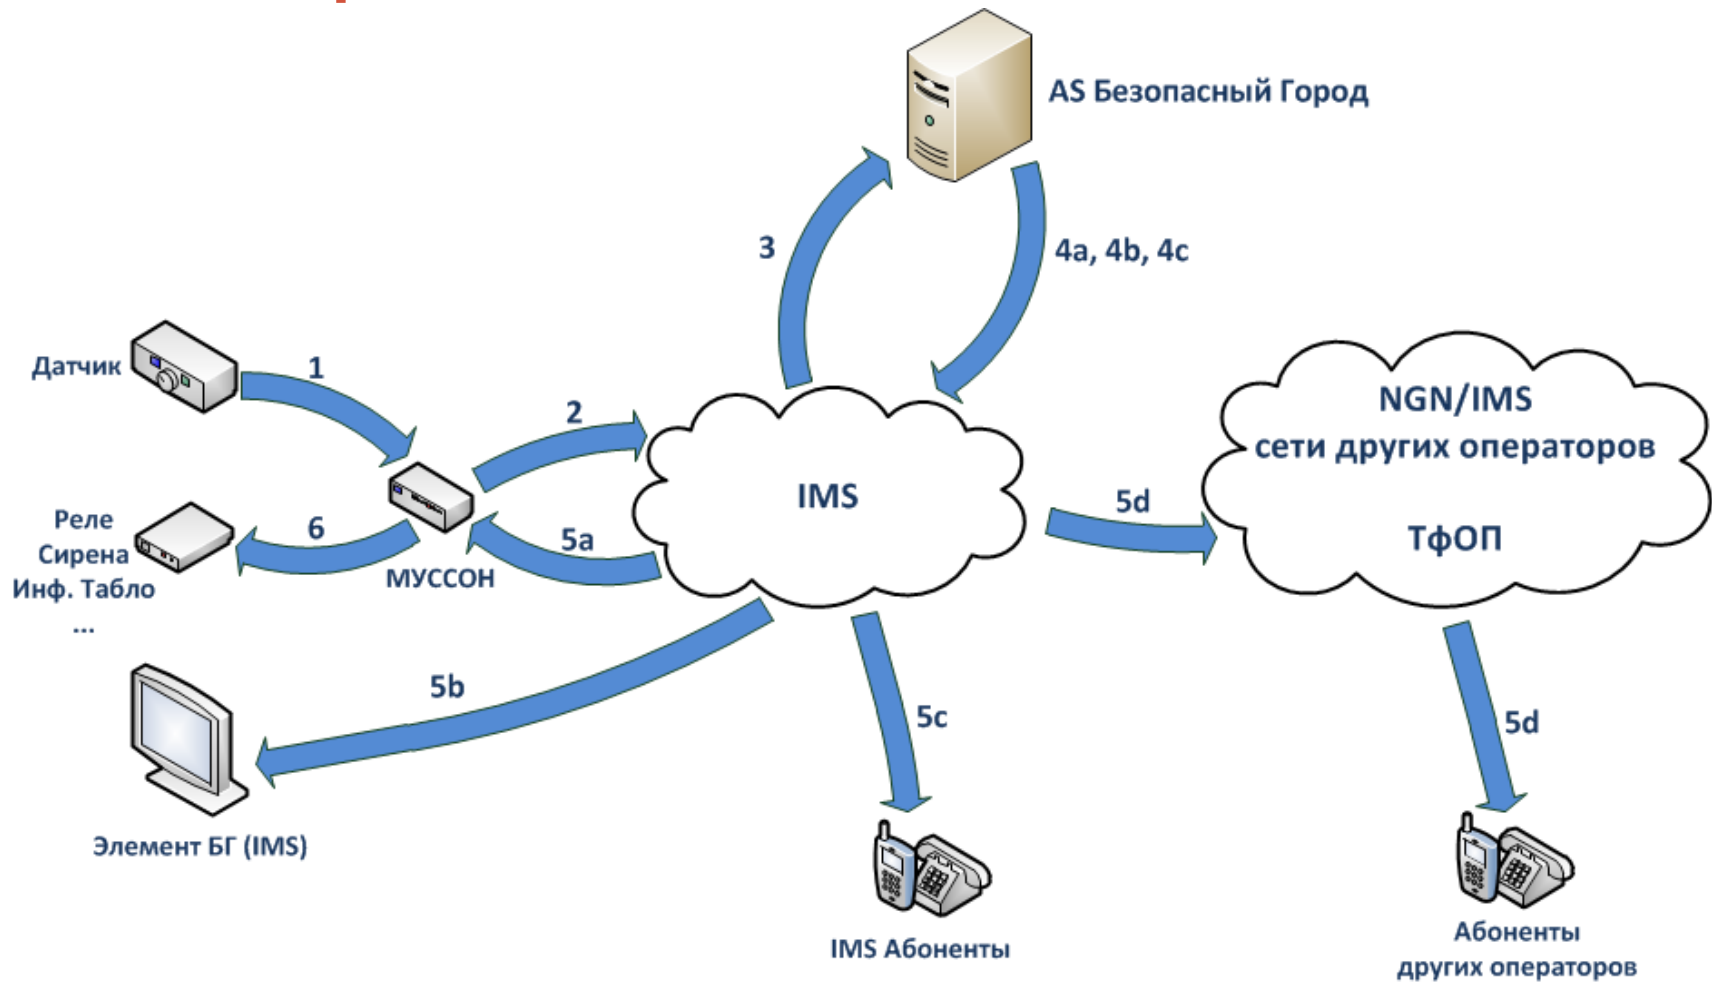 AS Безопасный Город
3
4a, 4b, 4c
Датчик
1
2
NGN/IMS
сети других операторов
ТфОП
IMS
5d
Реле
Сирена
Инф. Табло
...
6
5a
МУССОН
5b
5c
5d
Элемент БГ (IMS)
IMS Абоненты
Абоненты
других операторов